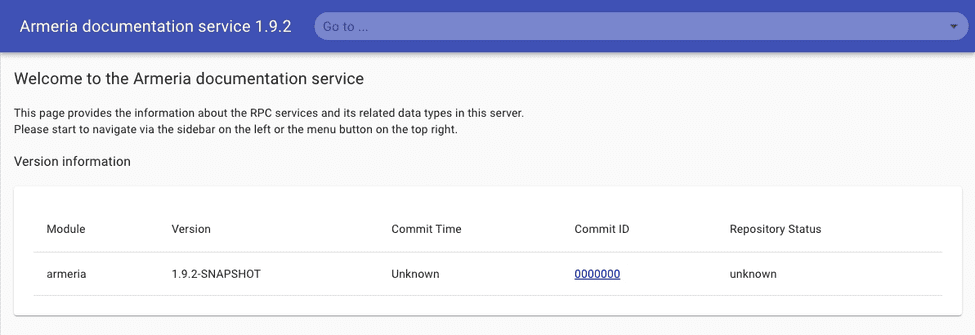 Armeria documentation service 1.9.2 Go to ...
Welcome to the Armeria documentation service
This page provides the information about the RPC services and its related data types in this server.
Please start to navigate via the sidebar on the left or the menu button on the top right.
Version information
Module Version Commit Time Commit ID Repository Status
armeria 1.9.2-SNAPSHOT Unknown 0000000 unknown